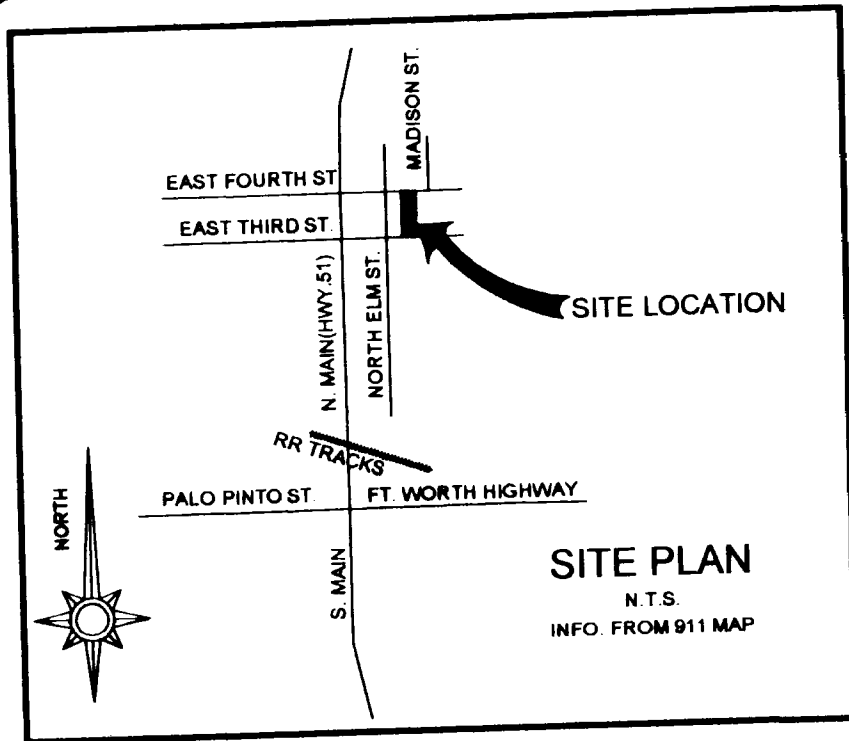 MADISON ST.
EAST FOURTH ST
EAST THIRD ST.
N. MAIN(HWY.51)
NORTH ELM ST.
SITE LOCATION
RR TRACKS
PALO PINTO ST.
FT. WORTH HIGHWAY
NORTH
S. MAIN
SITE PLAN
N.T.S.
INFO. FROM 911 MAP